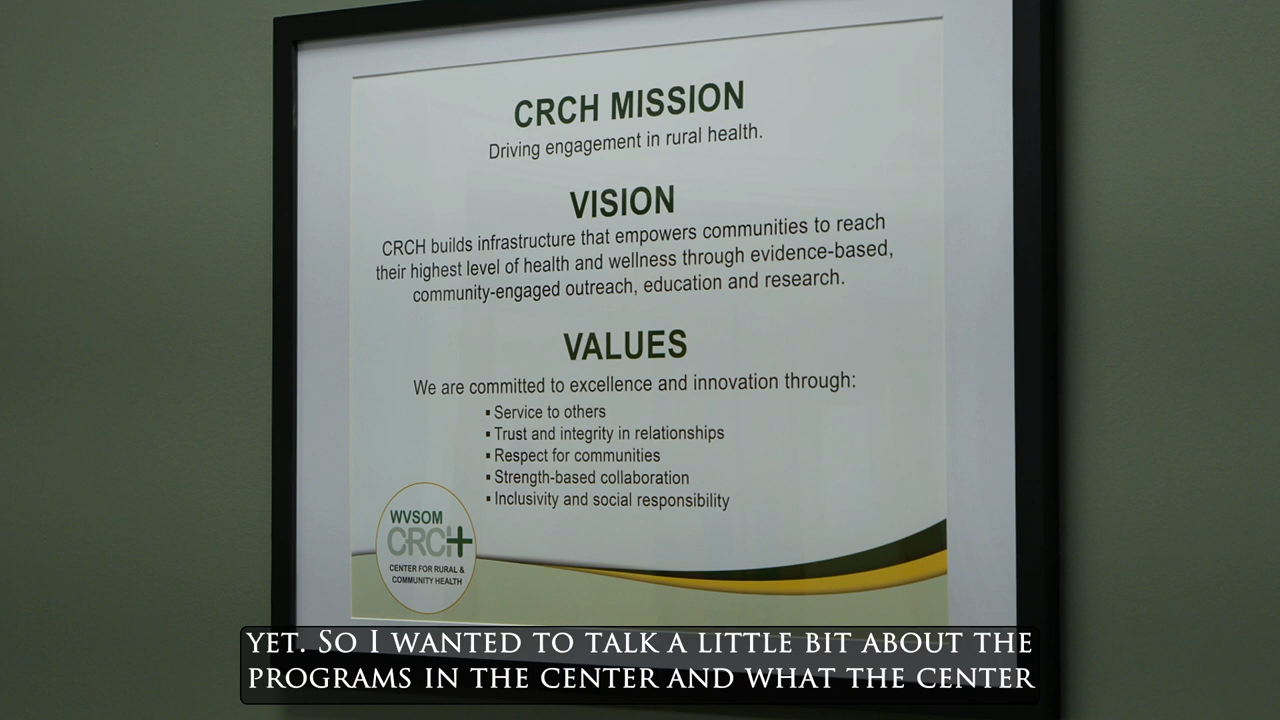 CRCH MISSION
Driving engagement in rural health.
VISION
CRCH builds infrastructure that empowers communities to reach
their highest level of health and wellness through evidence-based,
community-engaged outreach, education and research.
VALUES
We are committed to excellence and innovation through:
▪ Service to others
▪ Trust and integrity in relationships
▪ Respect for communities
▪ Strength-based collaboration
▪ Inclusivity and social responsibility
WVSOM
CRCH
CENTER FOR RURAL &
COMMUNITY HEALTH
YET. SO I WANTED TO TALK A LITTLE BIT ABOUT THE
PROGRAMS IN THE CENTER AND WHAT THE CENTER